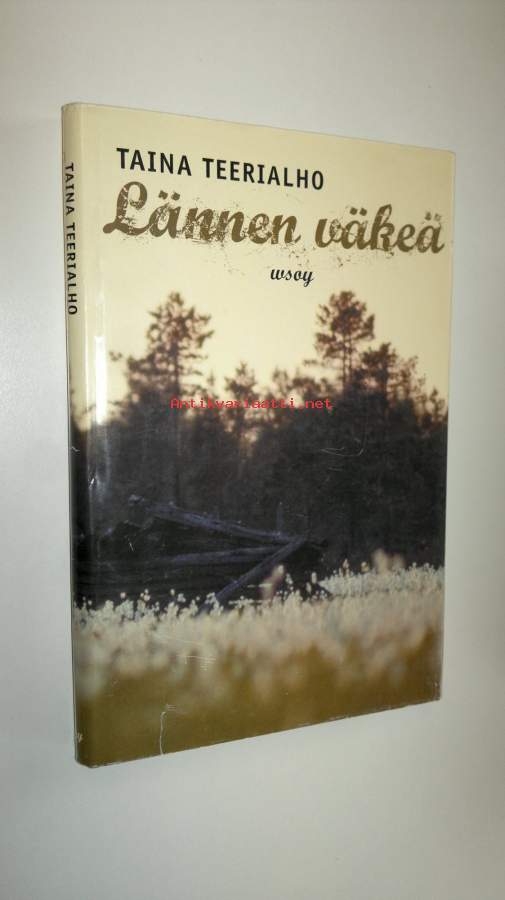 TAINA TEERIALHO
TAINA TEERIALHO
Lännen väkeä
wsoy
Antikvariaatti.net